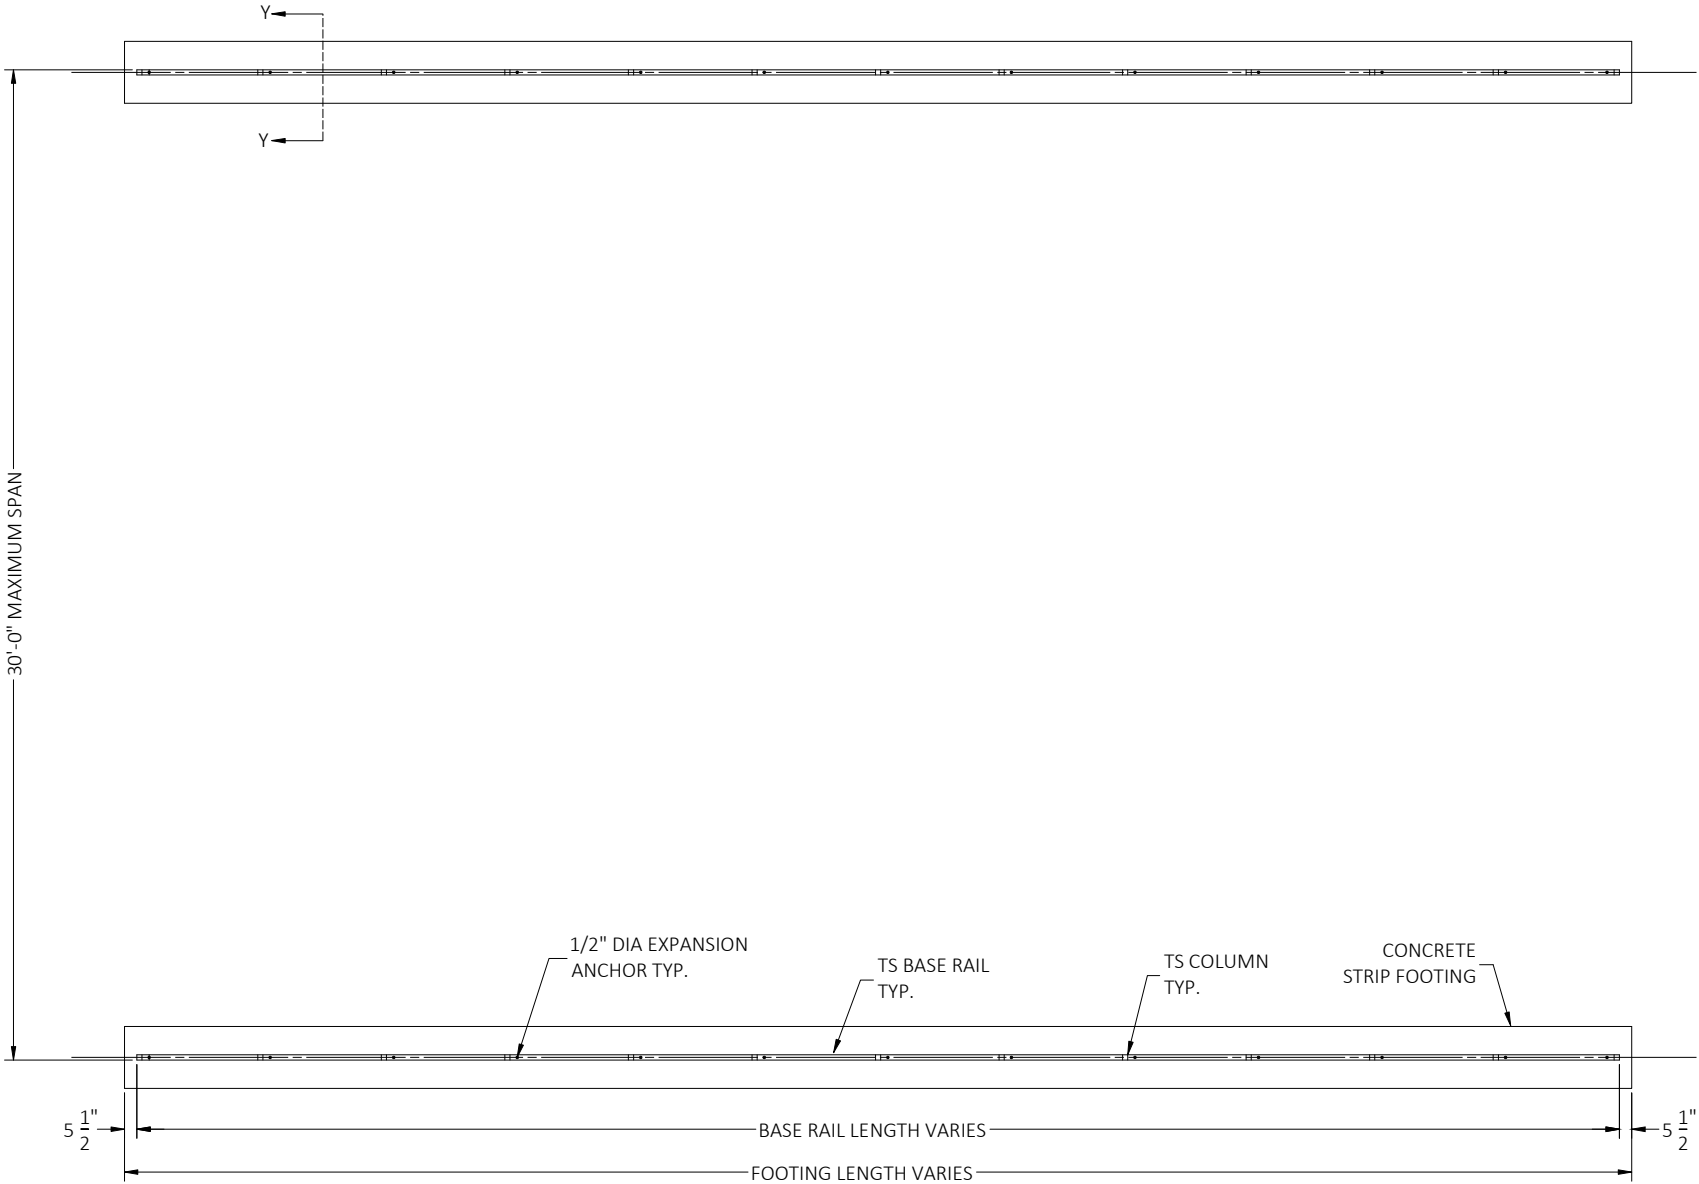 Y
Y
30'-0" MAXIMUM SPAN
1/2" DIA EXPANSION
ANCHOR TYP.
TS BASE RAIL
TYP.
TS COLUMN
TYP.
CONCRETE
STRIP FOOTING
5 1/2"
BASE RAIL LENGTH VARIES
5 1/2"
FOOTING LENGTH VARIES